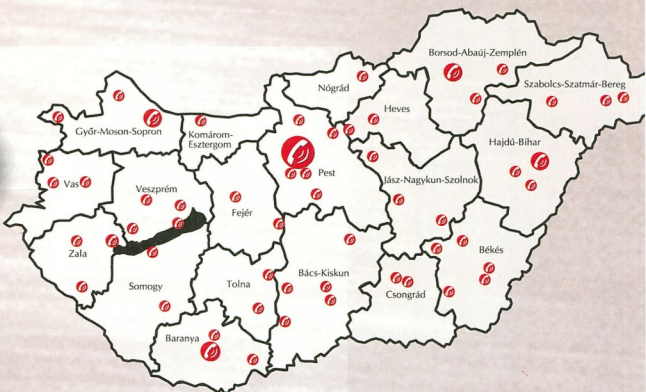 Borsod-Abaúj-Zemplén
Szabolcs-Szatmár-Bereg
Nógrád
Heves
Győr-Moson-Sopron
Komárom-
Esztergom
Hajdú-Bihar
Pest
Jász-Nagykun-Szolnok
Vas
Veszprém
Fejér
Zala
Békés
Somogy
Tolna
Bács-Kiskun
Csongrád
Baranya